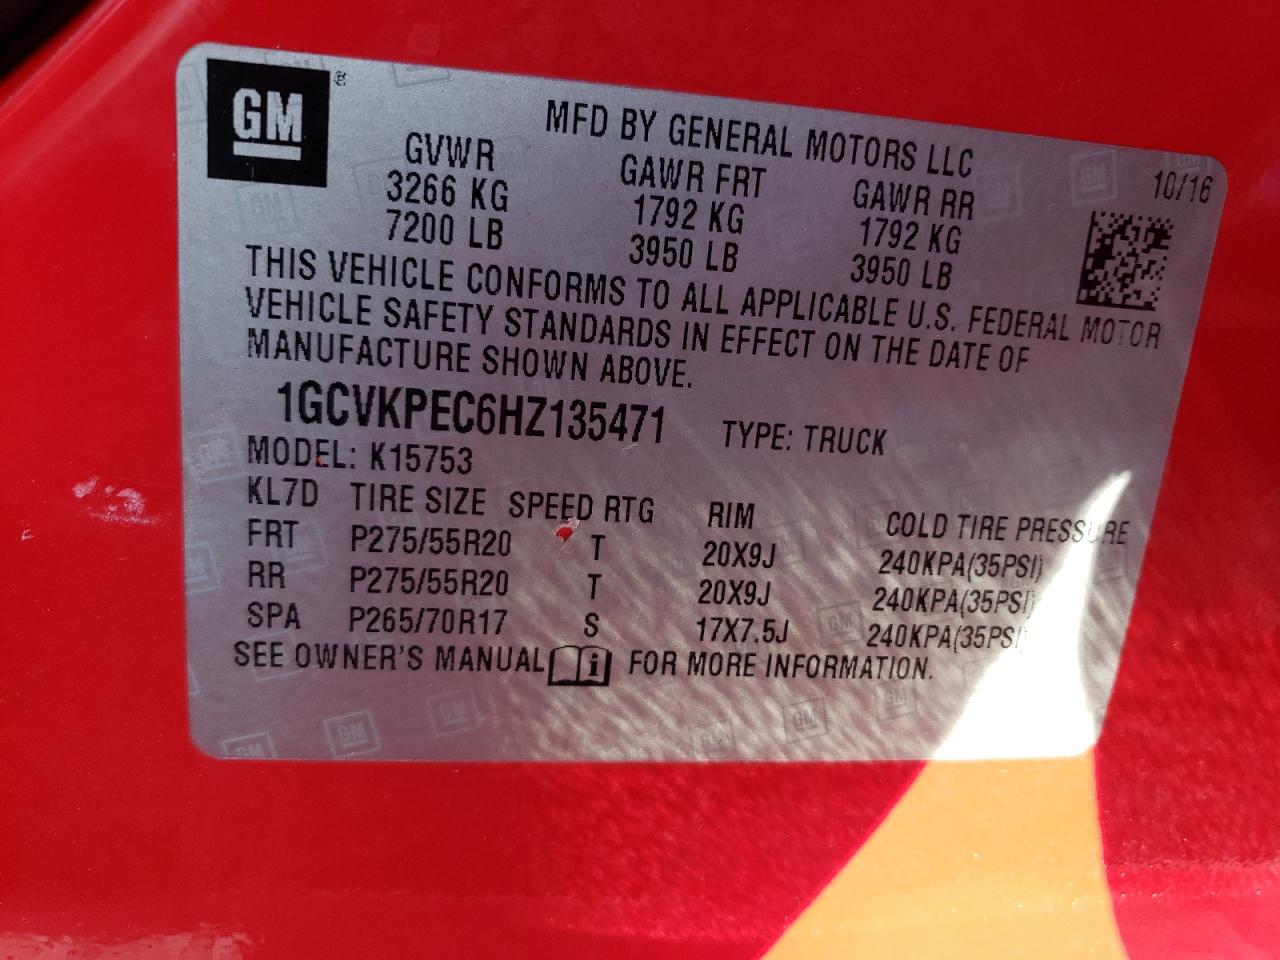 GM ®
MFD BY GENERAL MOTORS LLC
10/16
GVWR GAWR FRT GAWR RR
3266 KG 1792 KG 1792 KG
7200 LB 3950 LB 3950 LB
THIS VEHICLE CONFORMS TO ALL APPLICABLE U.S. FEDERAL MOTOR
VEHICLE SAFETY STANDARDS IN EFFECT ON THE DATE OF
MANUFACTURE SHOWN ABOVE.
1GCVKPEC6HZ135471 TYPE: TRUCK
MODEL: K15753
KL7D TIRE SIZE SPEED RTG RIM COLD TIRE PRESSURE
FRT P275/55R20 T 20X9J 240KPA(35PSI)
RR P275/55R20 T 20X9J 240KPA(35PSI)
SPA P265/70R17 S 17X7.5J 240KPA(35PSI)
SEE OWNER'S MANUAL i FOR MORE INFORMATION.